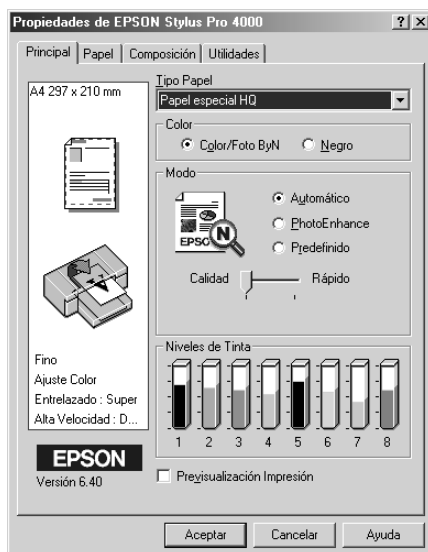 Propiedades de EPSON Stylus Pro 4000
Principal
Papel
Composición
Utilidades
A4 297 x 210 mm
Tipo Papel
Papel especial HQ
Color
Color/Foto ByN
Negro
Modo
EPSON
N
Automático
PhotoEnhance
Predefinido
Calidad
Rápido
Fino
Ajuste Color
Entrelazado : Super
Alta Velocidad : D...
Niveles de Tinta
1 2 3 4 5 6 7 8
EPSON
Versión 6.40
Previsualización Impresión
Aceptar
Cancelar
Ayuda